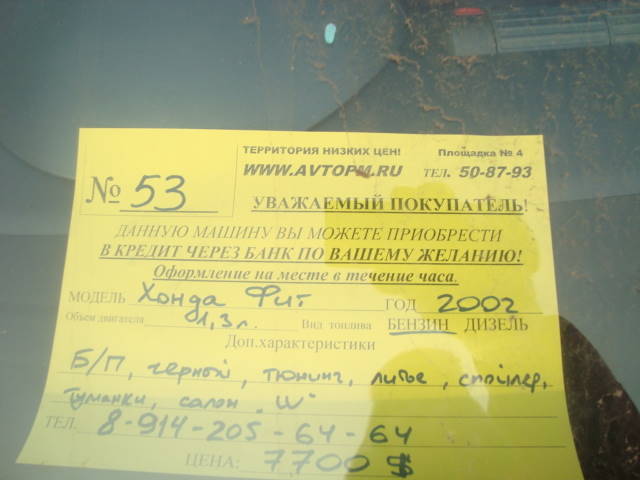 ТЕРРИТОРИЯ НИЗКИХ ЦЕН! Площадка № 4
WWW.AVTOPM.RU ТЕЛ. 50-87-93
№ 53
УВАЖАЕМЫЙ ПОКУПАТЕЛЬ!
ДАННУЮ МАШИНУ ВЫ МОЖЕТЕ ПРИОБРЕСТИ
В КРЕДИТ ЧЕРЕЗ БАНК ПО ВАШЕМУ ЖЕЛАНИЮ!
Оформление на месте в течение часа.
МОДЕЛЬ Хонда Фит ГОД 2002
Объем двигателя 1,3 л. Вид топлива БЕНЗИН ДИЗЕЛЬ
Доп.характеристики
Б/П, черный, тюнинг, литье, спойлер,
туманки, салон "W"
ТЕЛ. 8-914-205-64-64
ЦЕНА: 7700 $